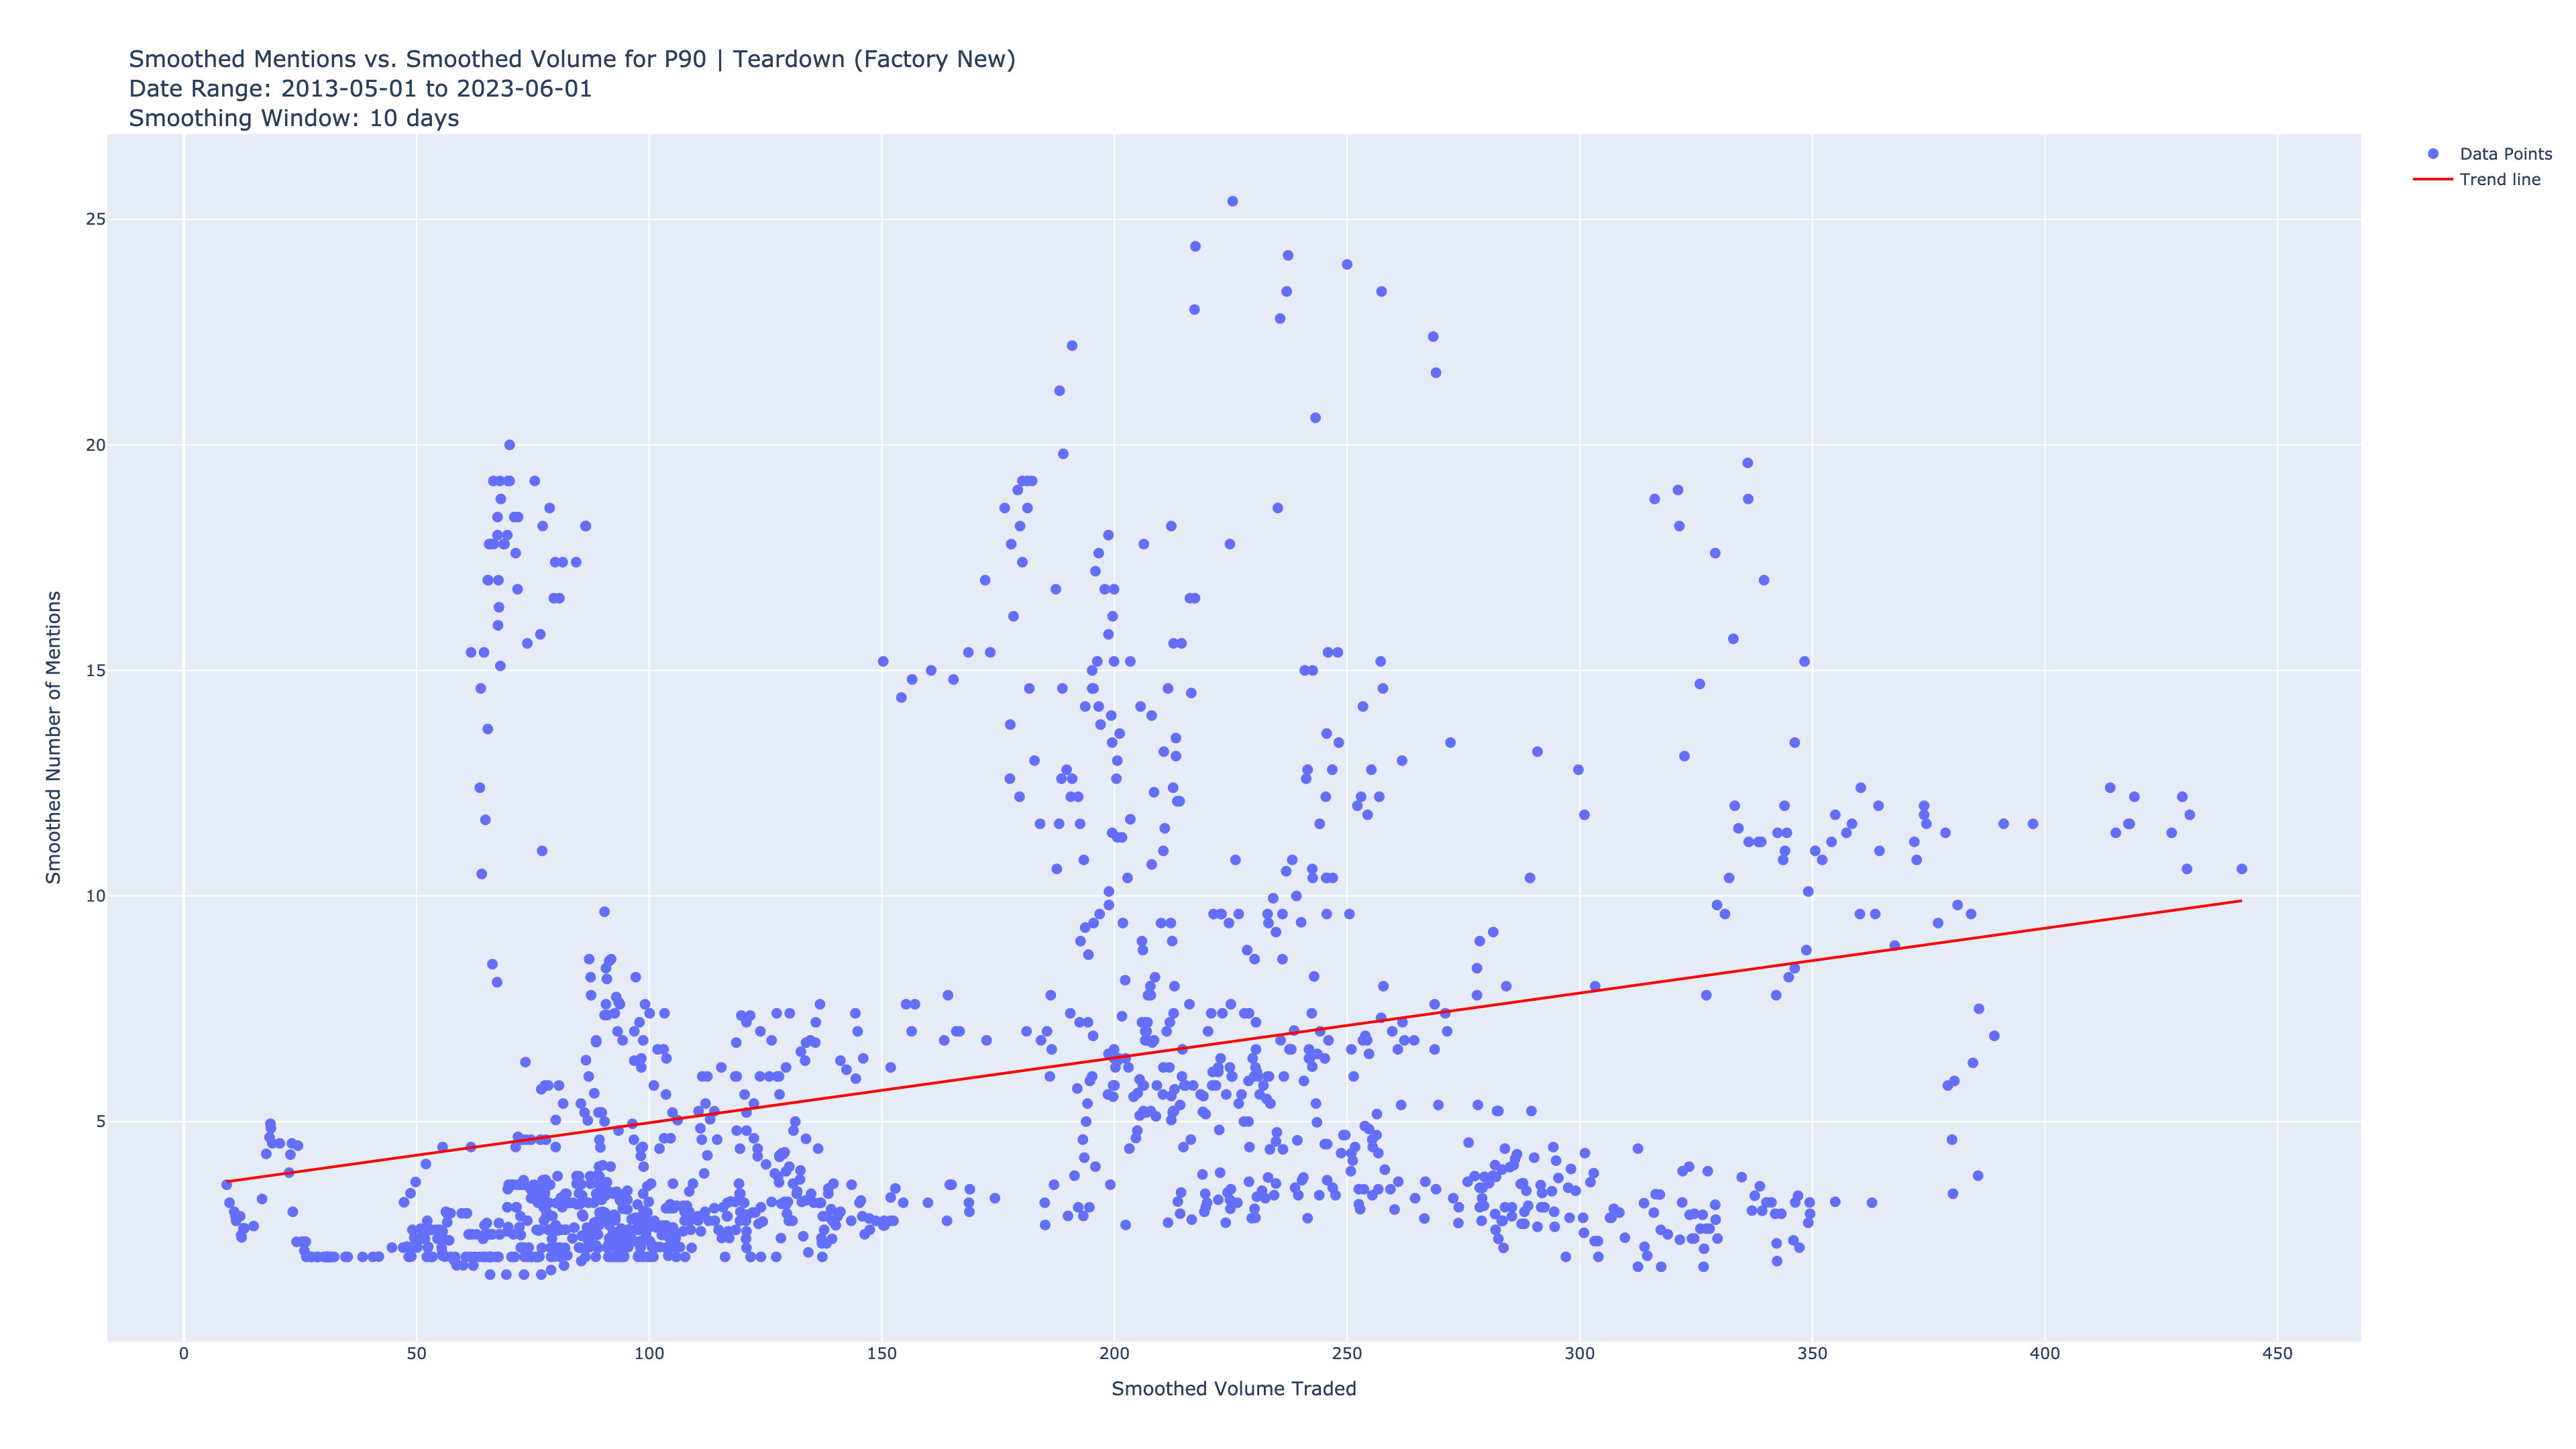 Smoothed Mentions vs. Smoothed Volume for P90 | Teardown (Factory New)
Date Range: 2013-05-01 to 2023-06-01
Smoothing Window: 10 days
Data Points
Trend line
25
20
15
10
5
Smoothed Number of Mentions
0 50 100 150 200 250 300 350 400 450
Smoothed Volume Traded